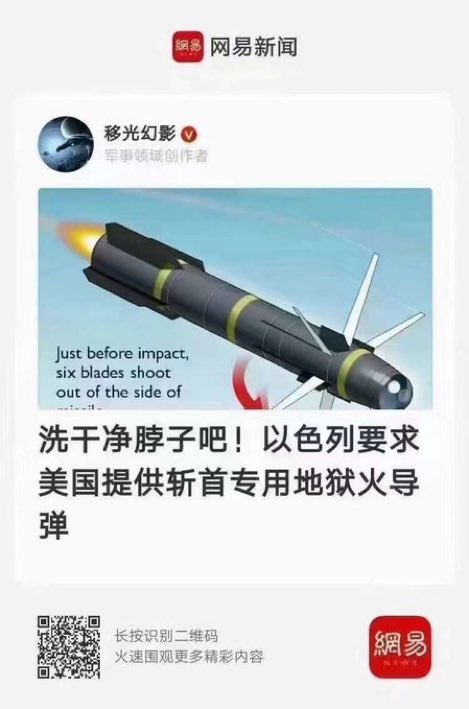 網易 网易新闻
NEWS
移光幻影
军事领域创作者
Just before impact,
six blades shoot
out of the side of
missile
洗干净脖子吧！以色列要求
美国提供斩首专用地狱火导
弹
长按识别二维码
火速围观更多精彩内容
網易
NEWS